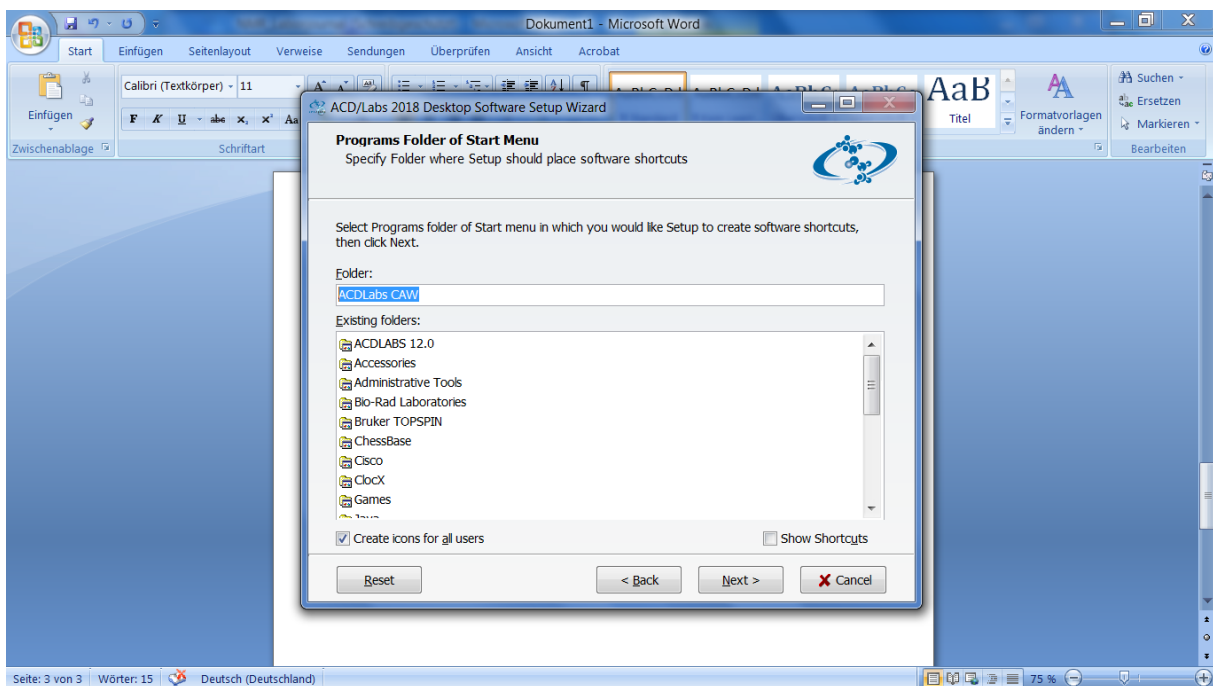 Dokument1 - Microsoft Word
Start Einfügen Seitenlayout Verweise Sendungen Überprüfen Ansicht Acrobat
Calibri (Textkörper) 11
Einfügen
F K U abe x, x² Aa
Zwischenablage
Schriftart
AaB
Titel
Formatvorlagen
ändern
Suchen
Ersetzen
Markieren
Bearbeiten
ACD/Labs 2018 Desktop Software Setup Wizard
Programs Folder of Start Menu
Specify Folder where Setup should place software shortcuts
Select Programs folder of Start menu in which you would like Setup to create software shortcuts,
then click Next.
Folder:
ACDLabs CAW
Existing folders:
ACDLABS 12.0
Accessories
Administrative Tools
Bio-Rad Laboratories
Bruker TOPSPIN
ChessBase
Cisco
ClocX
Games
Create icons for all users
Show Shortcuts
Reset
< Back
Next >
Cancel
Seite: 3 von 3 Wörter: 15 Deutsch (Deutschland)
75 %